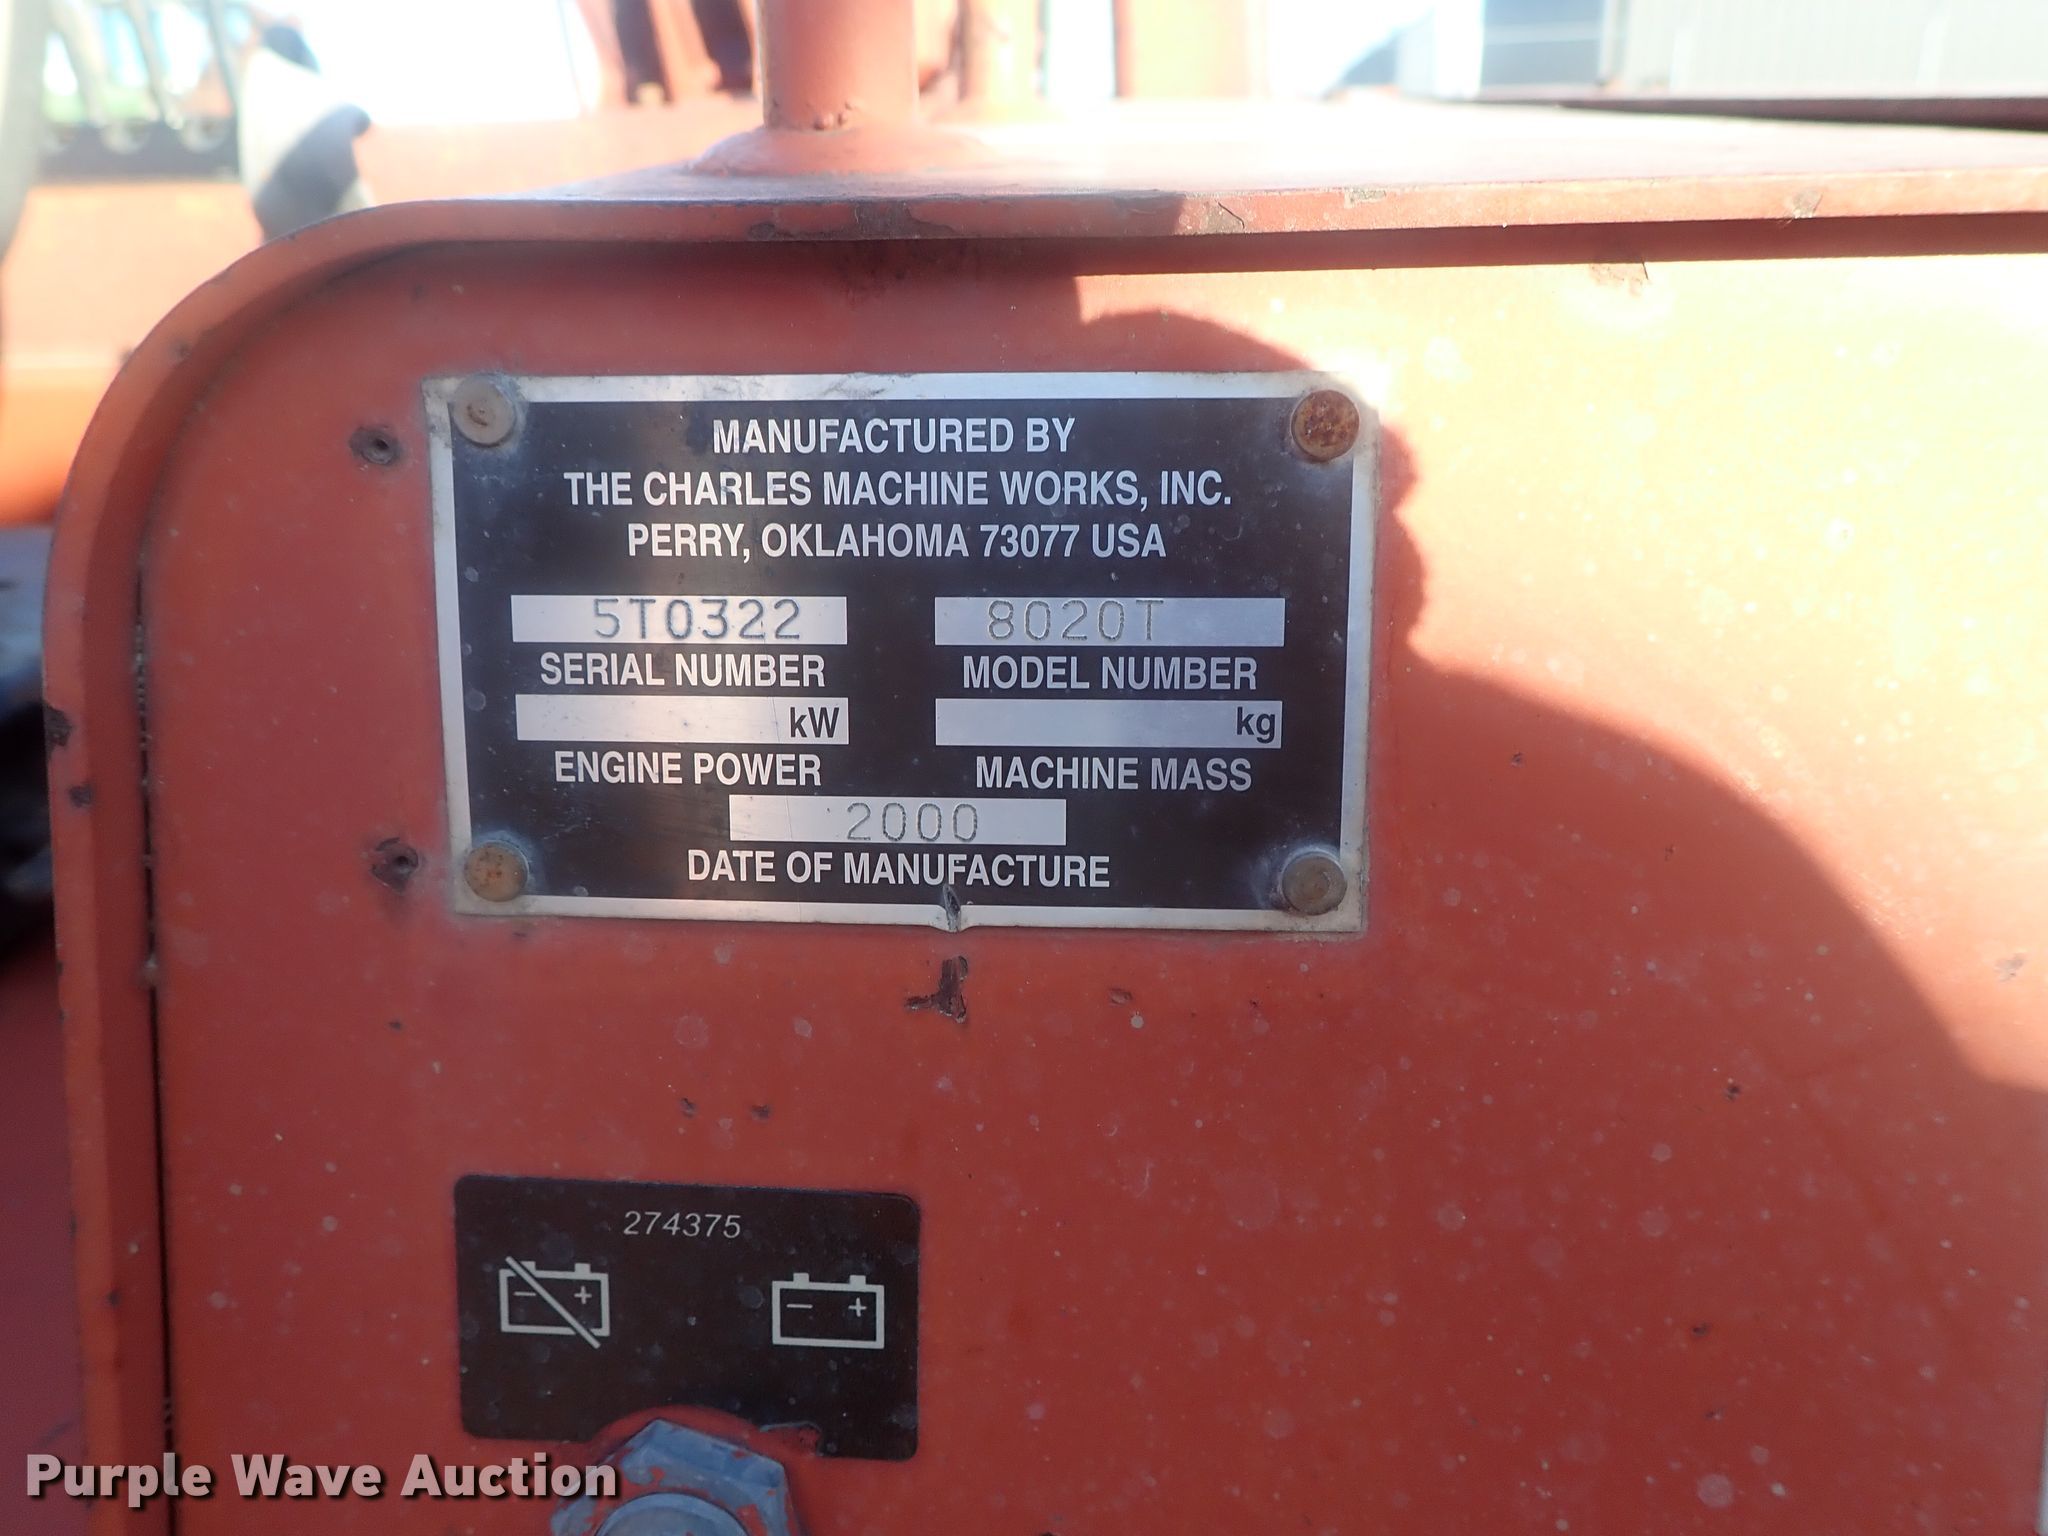 MANUFACTURED BY
THE CHARLES MACHINE WORKS, INC.
PERRY, OKLAHOMA 73077 USA
5T0322 8020T
SERIAL NUMBER MODEL NUMBER
kW kg
ENGINE POWER MACHINE MASS
2000
DATE OF MANUFACTURE
274375
Purple Wave Auction